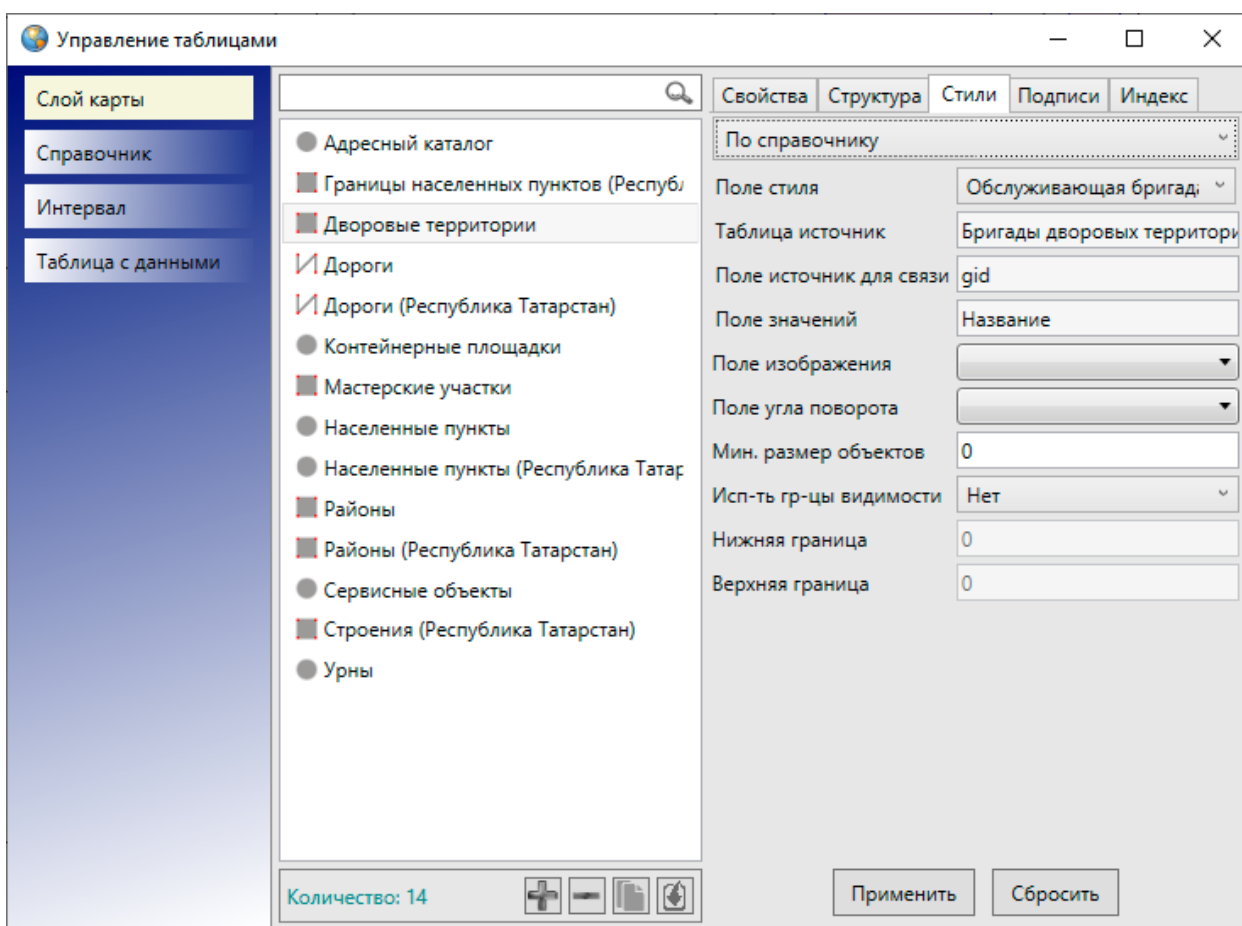 Управление таблицами
Слой карты
Справочник
Интервал
Таблица с данными
Адресный каталог
Границы населенных пунктов (Республ
Дворовые территории
Дороги
Дороги (Республика Татарстан)
Контейнерные площадки
Мастерские участки
Населенные пункты
Населенные пункты (Республика Татар
Районы
Районы (Республика Татарстан)
Сервисные объекты
Строения (Республика Татарстан)
Урны
Количество: 14
Свойства Структура Стили Подписи Индекс
По справочнику
Поле стиля Обслуживающая бригада
Таблица источник Бригады дворовых территори
Поле источник для связи gid
Поле значений Название
Поле изображения
Поле угла поворота
Мин. размер объектов 0
Исп-ть гр-цы видимости Нет
Нижняя граница 0
Верхняя граница 0
Применить Сбросить